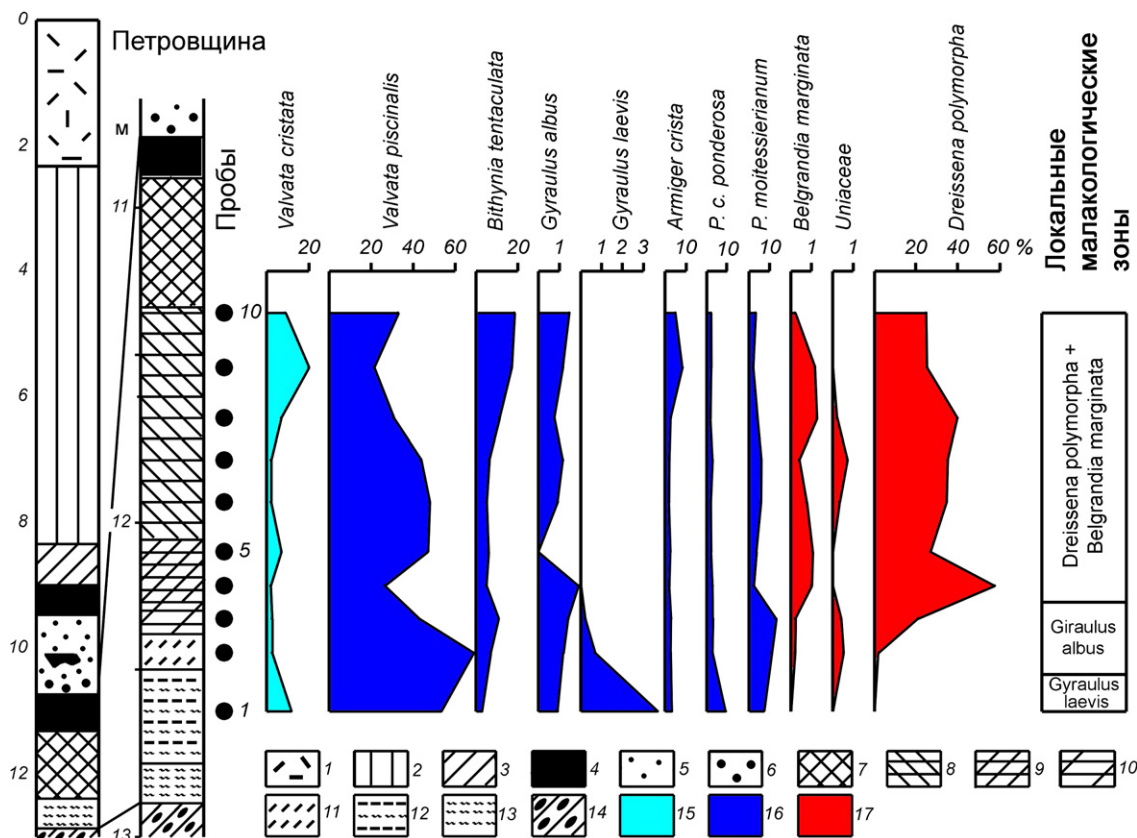 Петровщина
м
0
2
4
6
8
10
12
11
12
13
Пробы
10
5
1
Valvata cristata
Valvata piscinalis
Bithynia tentaculata
Gyraulus albus
Gyraulus laevis
Armiger crista
P. c. ponderosa
P. moitessierianum
Belgrandia marginata
Uniaceae
Dreissena polymorpha
20
20 40 60
20
1
1 2 3
10
10
10
1
1
20 40 60 %
Локальные
малакологические
зоны
Dreissena polymorpha +
Belgrandia marginata
Giraulus
albus
Gyraulus
laevis
1 2 3 4 5 6 7 8 9 10
11 12 13 14 15 16 17